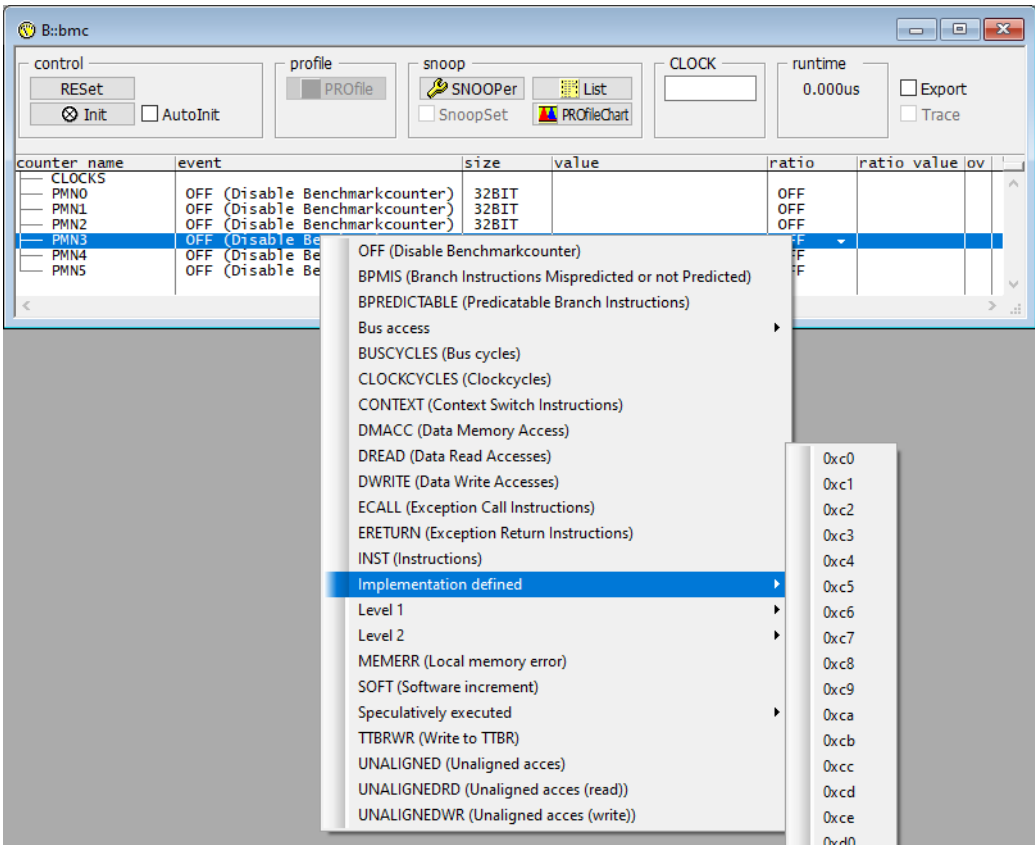 B::bmc
control
profile
snoop
CLOCK
runtime
RESet
PROfile
SNOOPer
List
0.000us
Export
Init
AutoInit
SnoopSet
PROfileChart
Trace
counter name event size value ratio ratio value ov
CLOCKS
PMN0 OFF (Disable Benchmarkcounter) 32BIT OFF
PMN1 OFF (Disable Benchmarkcounter) 32BIT OFF
PMN2 OFF (Disable Benchmarkcounter) 32BIT OFF
PMN3 OFF (Disable Be FF
PMN4 OFF (Disable Be FF
PMN5 OFF (Disable Be FF
OFF (Disable Benchmarkcounter)
BPMIS (Branch Instructions Mispredicted or not Predicted)
BPREDICTABLE (Predicatable Branch Instructions)
Bus access
BUSCYCLES (Bus cycles)
CLOCKCYCLES (Clockcycles)
CONTEXT (Context Switch Instructions)
DMACC (Data Memory Access)
DREAD (Data Read Accesses)
DWRITE (Data Write Accesses)
ECALL (Exception Call Instructions)
ERETURN (Exception Return Instructions)
INST (Instructions)
Implementation defined
Level 1
Level 2
MEMERR (Local memory error)
SOFT (Software increment)
Speculatively executed
TTBRWR (Write to TTBR)
UNALIGNED (Unaligned acces)
UNALIGNEDRD (Unaligned acces (read))
UNALIGNEDWR (Unaligned acces (write))
0xc0
0xc1
0xc2
0xc3
0xc4
0xc5
0xc6
0xc7
0xc8
0xc9
0xca
0xcb
0xcc
0xcd
0xce
0xd0